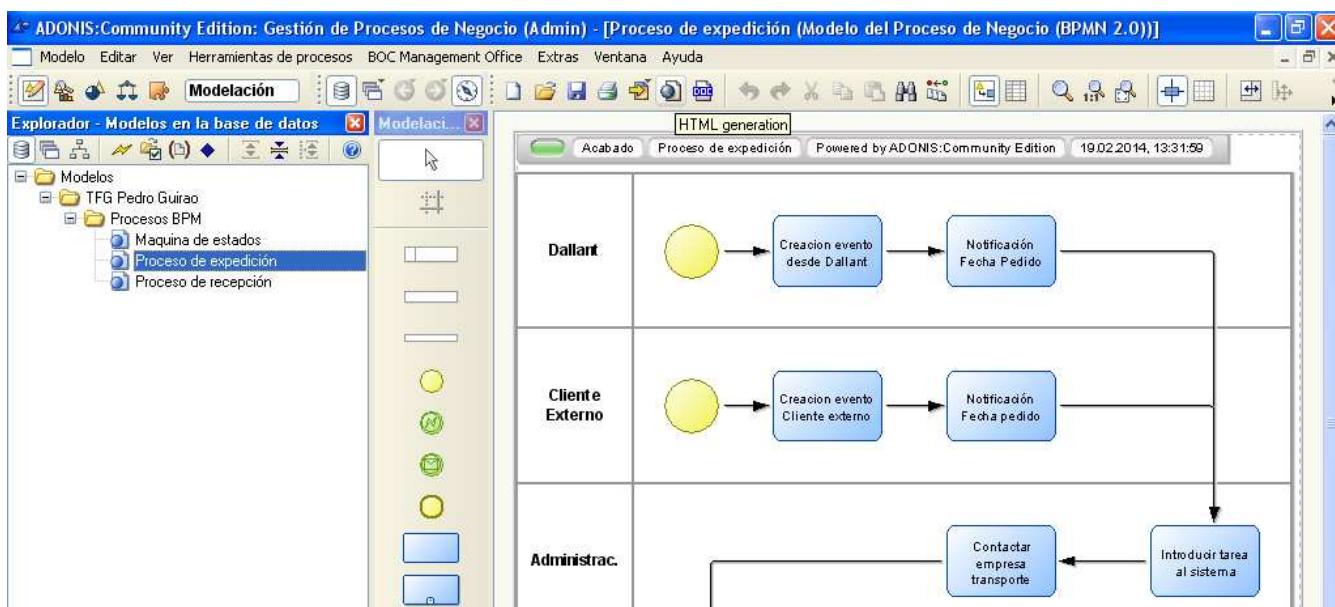 ADONIS:Community Edition: Gestión de Procesos de Negocio (Admin) - [Proceso de expedición (Modelo del Proceso de Negocio (BPMN 2.0))]
Modelo Editar Ver Herramientas de procesos BOC Management Office Extras Ventana Ayuda
Modelación
Explorador - Modelos en la base de datos
Modelaci...
HTML generation
Modelos
TFG Pedro Guirao
Procesos BPM
Maquina de estados
Proceso de expedición
Proceso de recepción
Acabado Proceso de expedición Powered by ADONIS:Community Edition 19.02.2014, 13:31:59
Dallant
Creacion evento
desde Dallant
Notificación
Fecha Pedido
Cliente
Externo
Creacion evento
Cliente externo
Notificación
Fecha pedido
Administrac.
Contactar
empresa
transporte
Introducir tarea
al sistema